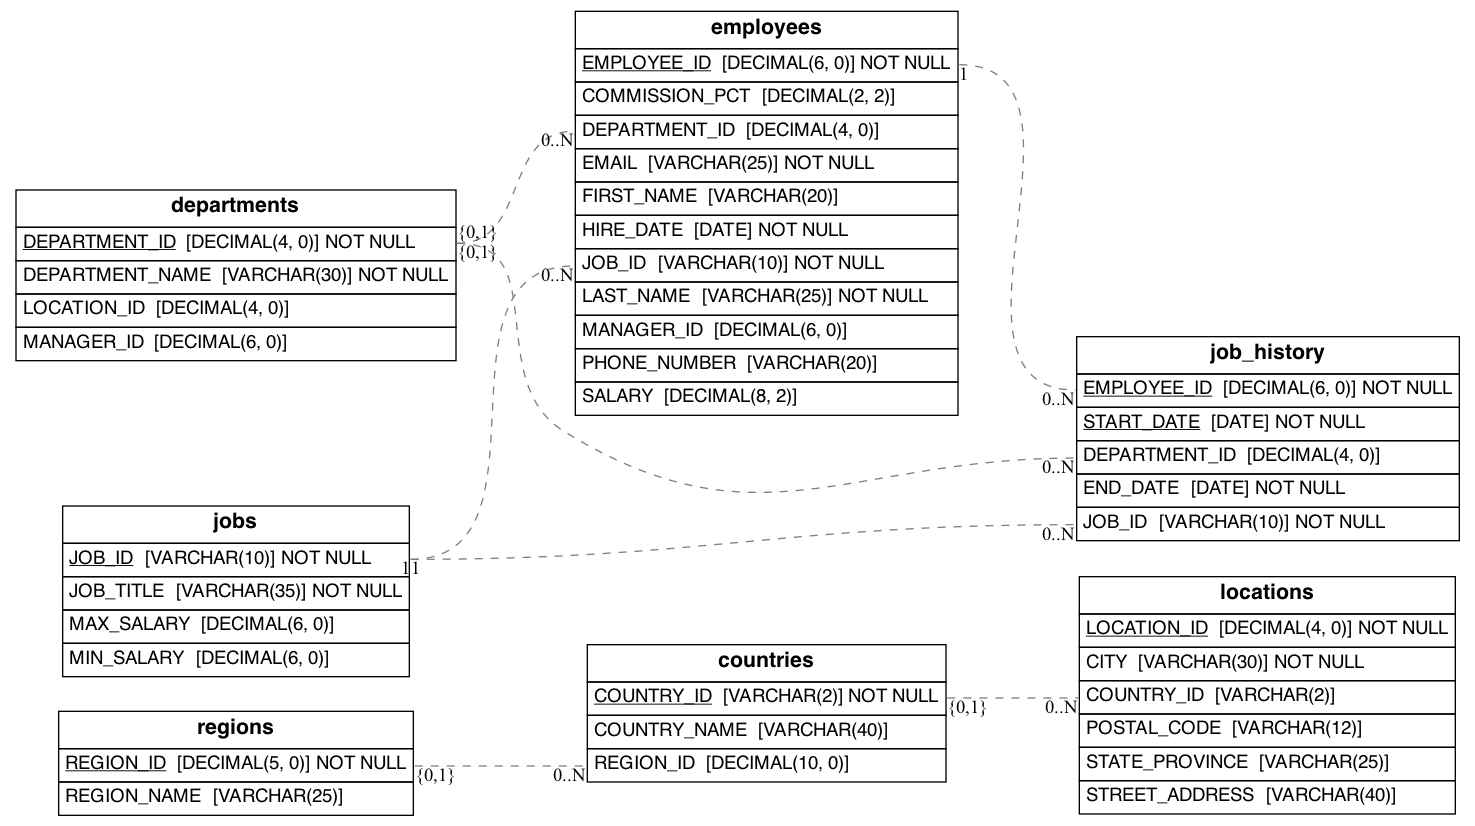 employees
EMPLOYEE_ID [DECIMAL(6, 0)] NOT NULL
COMMISSION_PCT [DECIMAL(2, 2)]
DEPARTMENT_ID [DECIMAL(4, 0)]
EMAIL [VARCHAR(25)] NOT NULL
FIRST_NAME [VARCHAR(20)]
HIRE_DATE [DATE] NOT NULL
JOB_ID [VARCHAR(10)] NOT NULL
LAST_NAME [VARCHAR(25)] NOT NULL
MANAGER_ID [DECIMAL(6, 0)]
PHONE_NUMBER [VARCHAR(20)]
SALARY [DECIMAL(8, 2)]
1
0..N
0..N
departments
DEPARTMENT_ID [DECIMAL(4, 0)] NOT NULL
DEPARTMENT_NAME [VARCHAR(30)] NOT NULL
LOCATION_ID [DECIMAL(4, 0)]
MANAGER_ID [DECIMAL(6, 0)]
{0,1}
{0,1}
job_history
EMPLOYEE_ID [DECIMAL(6, 0)] NOT NULL
START_DATE [DATE] NOT NULL
DEPARTMENT_ID [DECIMAL(4, 0)]
END_DATE [DATE] NOT NULL
JOB_ID [VARCHAR(10)] NOT NULL
0..N
0..N
0..N
jobs
JOB_ID [VARCHAR(10)] NOT NULL
JOB_TITLE [VARCHAR(35)] NOT NULL
MAX_SALARY [DECIMAL(6, 0)]
MIN_SALARY [DECIMAL(6, 0)]
1
1
locations
LOCATION_ID [DECIMAL(4, 0)] NOT NULL
CITY [VARCHAR(30)] NOT NULL
COUNTRY_ID [VARCHAR(2)]
POSTAL_CODE [VARCHAR(12)]
STATE_PROVINCE [VARCHAR(25)]
STREET_ADDRESS [VARCHAR(40)]
countries
COUNTRY_ID [VARCHAR(2)] NOT NULL
COUNTRY_NAME [VARCHAR(40)]
REGION_ID [DECIMAL(10, 0)]
{0,1}
0..N
regions
REGION_ID [DECIMAL(5, 0)] NOT NULL
REGION_NAME [VARCHAR(25)]
{0,1}
0..N